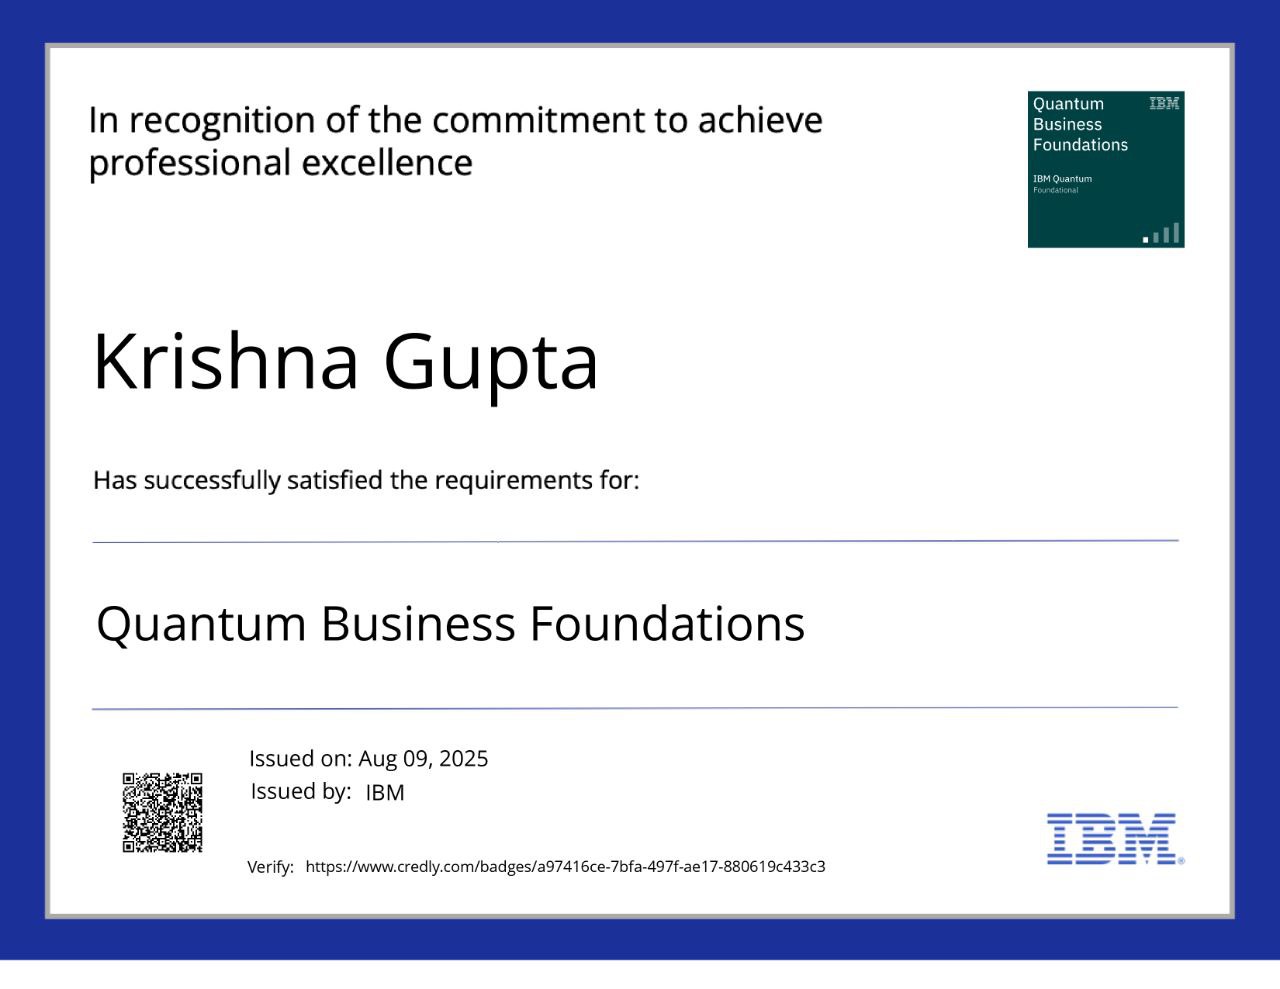 In recognition of the commitment to achieve
professional excellence
Quantum
Business
Foundations
IBM
IBM Quantum
Foundational
Krishna Gupta
Has successfully satisfied the requirements for:
Quantum Business Foundations
Issued on: Aug 09, 2025
Issued by: IBM
Verify: https://www.credly.com/badges/a97416ce-7bfa-497f-ae17-880619c433c3
IBM®